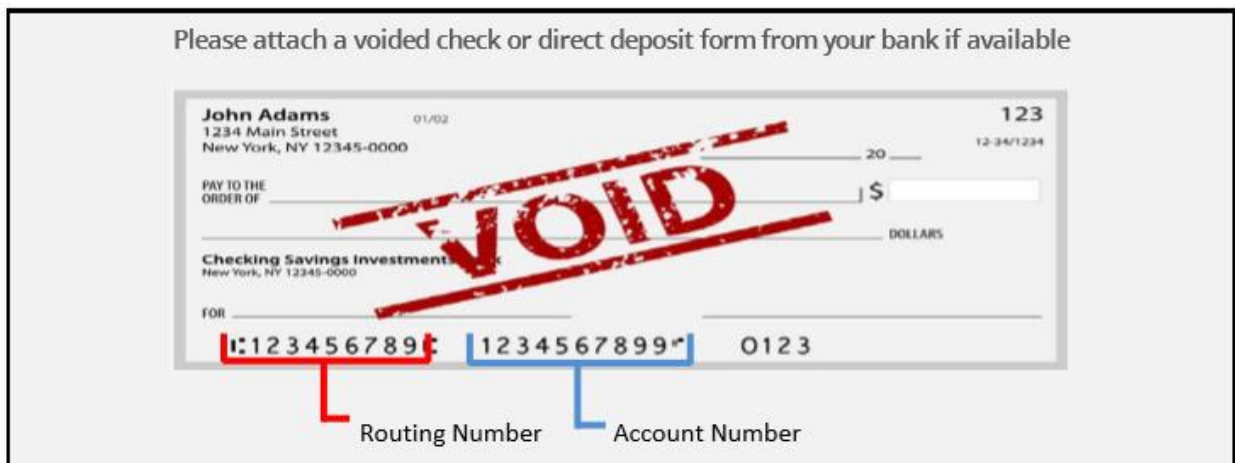 Please attach a voided check or direct deposit form from your bank if available
John Adams 01/02 123
1234 Main Street
New York, NY 12345-0000 12-34/1234
20
PAY TO THE
ORDER OF $
VOID
DOLLARS
Checking Savings Investments
New York, NY 12345-0000
FOR
⑆123456789⑆ 1234567899⑈ 0123
Routing Number Account Number